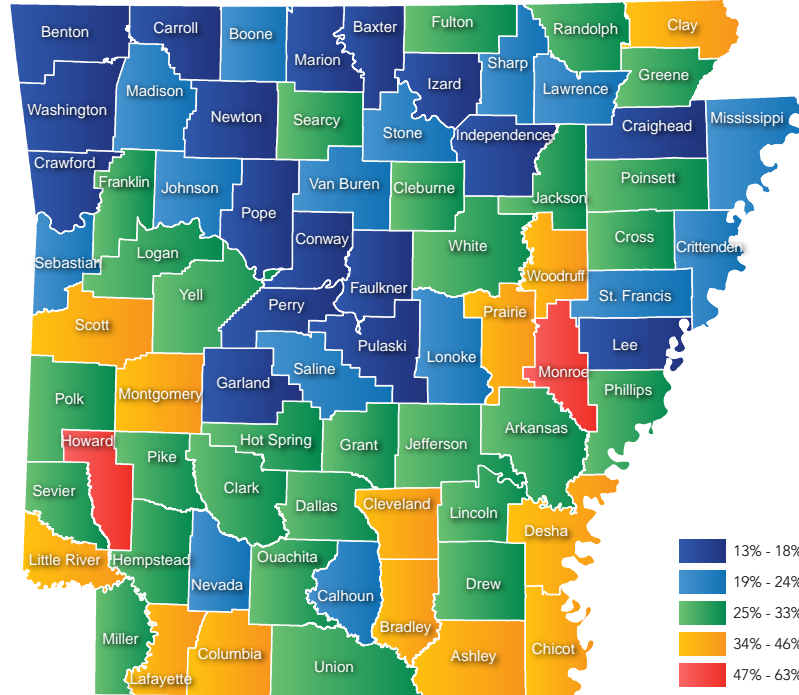 Benton
Carroll
Boone
Marion
Baxter
Fulton
Randolph
Clay
Izard
Sharp
Lawrence
Greene
Washington
Madison
Newton
Searcy
Stone
Independence
Craighead
Mississippi
Crawford
Franklin
Johnson
Pope
Van Buren
Cleburne
Jackson
Poinsett
Sebastian
Logan
Conway
White
Woodruff
Cross
Crittenden
Yell
Perry
Faulkner
Prairie
St. Francis
Scott
Pulaski
Lonoke
Monroe
Lee
Polk
Montgomery
Garland
Saline
Phillips
Howard
Pike
Hot Spring
Grant
Jefferson
Arkansas
Sevier
Clark
Dallas
Cleveland
Lincoln
Desha
Little River
Hempstead
Nevada
Ouachita
Calhoun
Drew
Bradley
Miller
Lafayette
Columbia
Union
Ashley
Chicot
13% - 18%
19% - 24%
25% - 33%
34% - 46%
47% - 63%